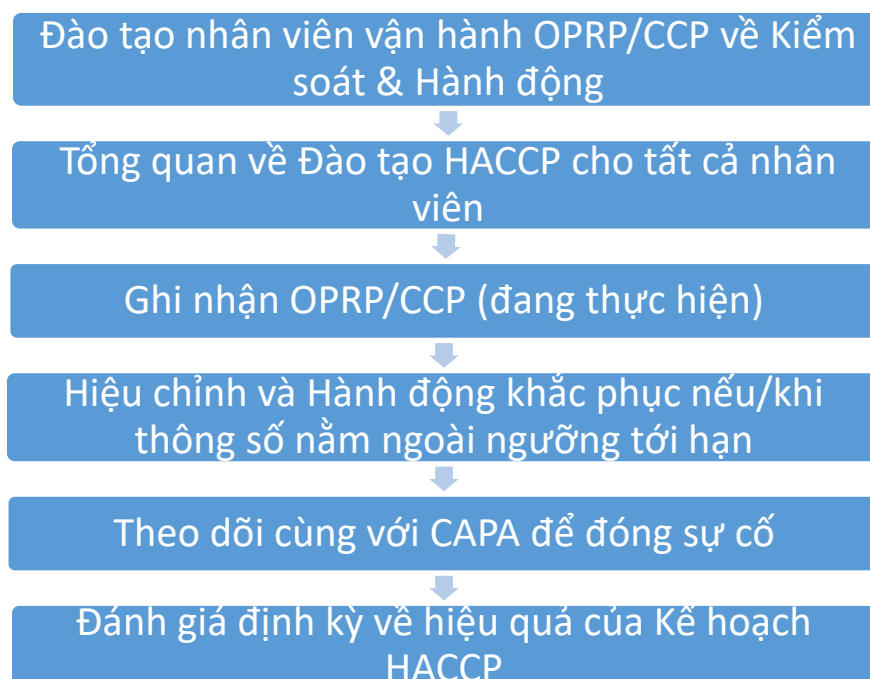 Đào tạo nhân viên vận hành OPRP/CCP về Kiểm
soát & Hành động
Tổng quan về Đào tạo HACCP cho tất cả nhân
viên
Ghi nhận OPRP/CCP (đang thực hiện)
Hiệu chỉnh và Hành động khắc phục nếu/khi
thông số nằm ngoài ngưỡng tới hạn
Theo dõi cùng với CAPA để đóng sự cố
Đánh giá định kỳ về hiệu quả của Kế hoạch
HACCP